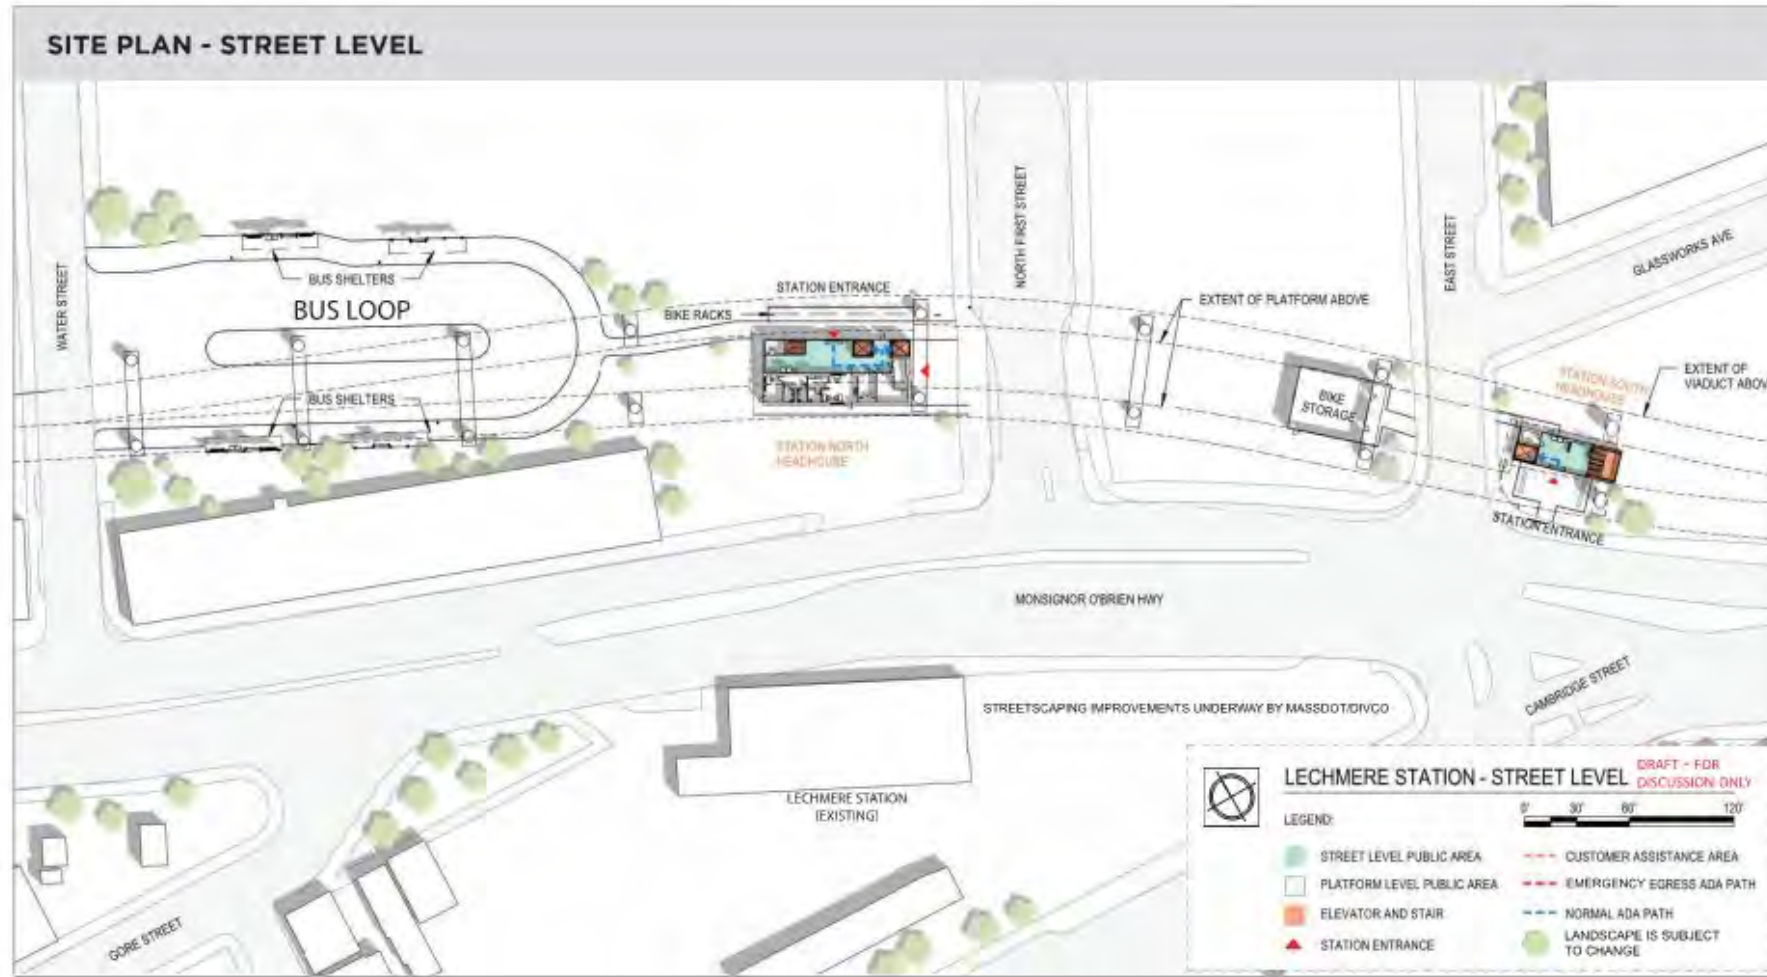 SITE PLAN - STREET LEVEL
WATER STREET
BUS SHELTERS
BUS LOOP
BUS SHELTERS
BIKE RACKS
STATION ENTRANCE
STATION NORTH
HEADHOUSE
NORTH FIRST STREET
EXTENT OF PLATFORM ABOVE
BIKE
STORAGE
EAST STREET
GLASSWORKS AVE
STATION SOUTH
HEADHOUSE
EXTENT OF
VIADUCT ABOV
STATION ENTRANCE
MONSIGNOR O'BRIEN HWY
CAMBRIDGE STREET
STREETSCAPING IMPROVEMENTS UNDERWAY BY MASSDOT/DIVCO
LECHMERE STATION
(EXISTING)
GORE STREET
LECHMERE STATION - STREET LEVEL
DRAFT - FOR
DISCUSSION ONLY
LEGEND:
0' 30' 60' 120'
STREET LEVEL PUBLIC AREA
PLATFORM LEVEL PUBLIC AREA
ELEVATOR AND STAIR
STATION ENTRANCE
CUSTOMER ASSISTANCE AREA
EMERGENCY EGRESS ADA PATH
NORMAL ADA PATH
LANDSCAPE IS SUBJECT
TO CHANGE